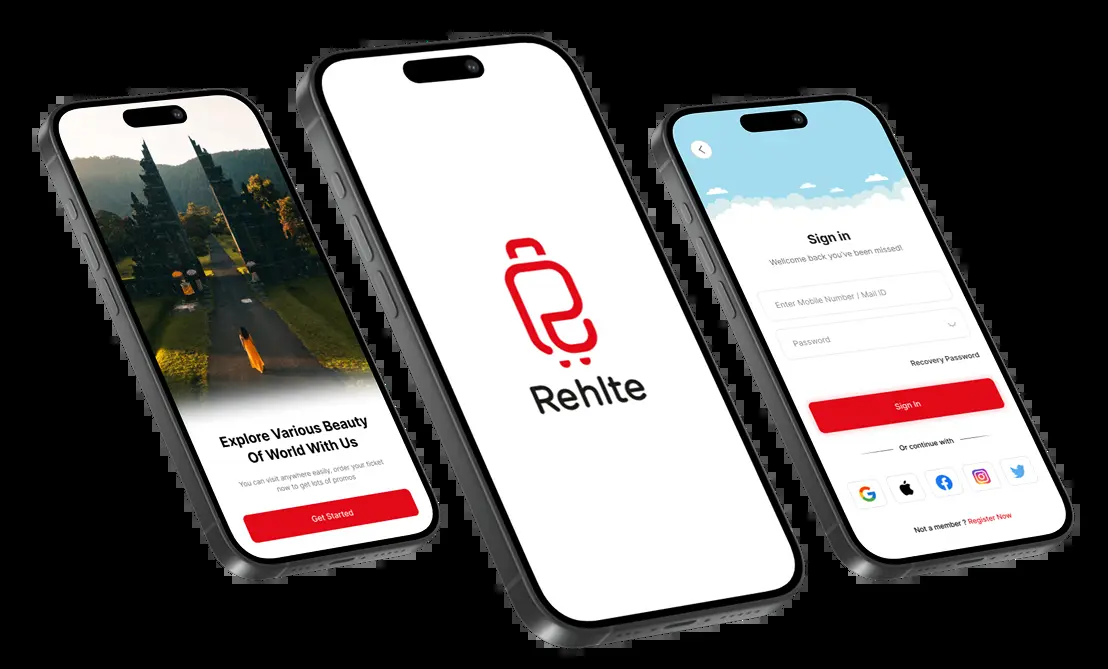 Explore Various Beauty
Of World With Us
You can visit anywhere easily, order your ticket
now to get lots of promos
Get Started
Rehlte
Sign in
Wellcome back you've been missed!
Enter Mobile Number / Mail ID
Password
Recovery Password
Sign In
Or continue with
Not a member ? Register Now